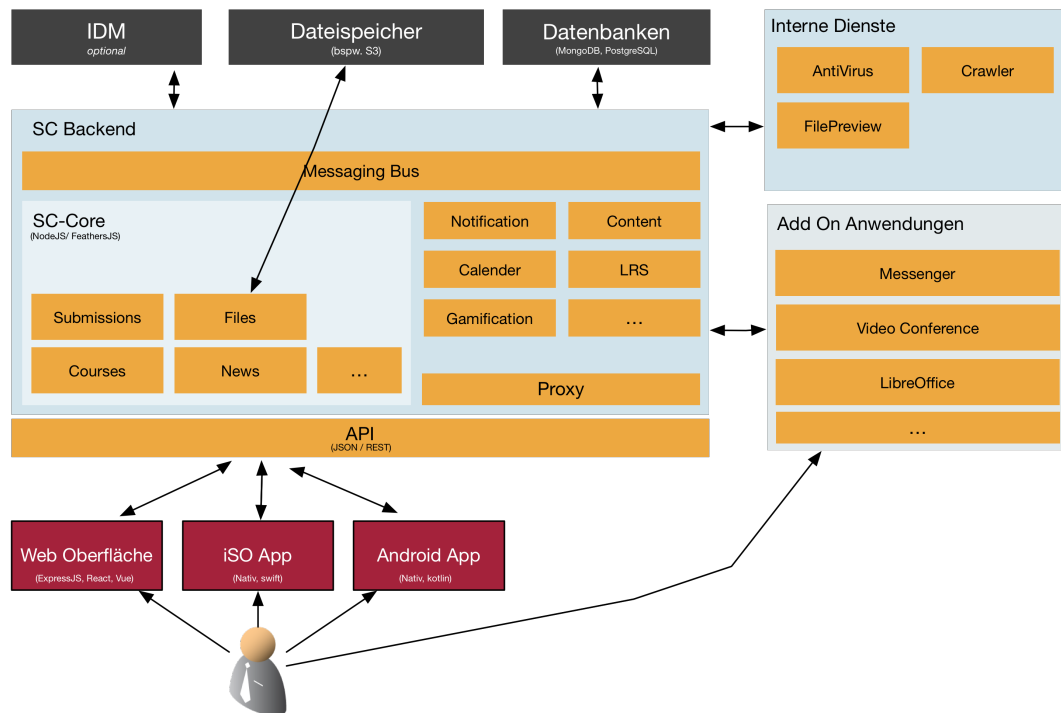 IDM
optional
Dateispeicher
(bspw. S3)
Datenbanken
(MongoDB, PostgreSQL)
Interne Dienste
AntiVirus
Crawler
FilePreview
SC Backend
Messaging Bus
SC-Core
(NodeJS/ FeathersJS)
Submissions
Files
Courses
News
...
Notification
Content
Calender
LRS
Gamification
...
Proxy
Add On Anwendungen
Messenger
Video Conference
LibreOffice
...
API
(JSON / REST)
Web Oberfläche
(ExpressJS, React, Vue)
iSO App
(Nativ, swift)
Android App
(Nativ, kotlin)